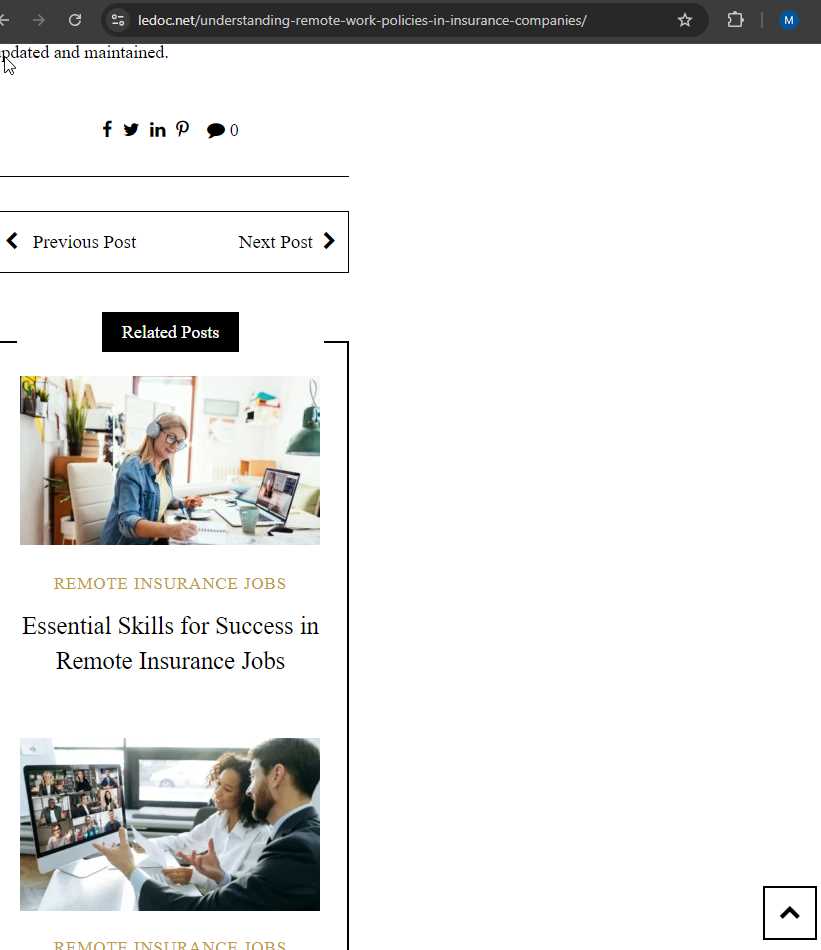 ledoc.net/understanding-remote-work-policies-in-insurance-companies/
M
updated and maintained.
0
Previous Post
Next Post
Related Posts
REMOTE INSURANCE JOBS
Essential Skills for Success in
Remote Insurance Jobs
REMOTE INSURANCE JOBS